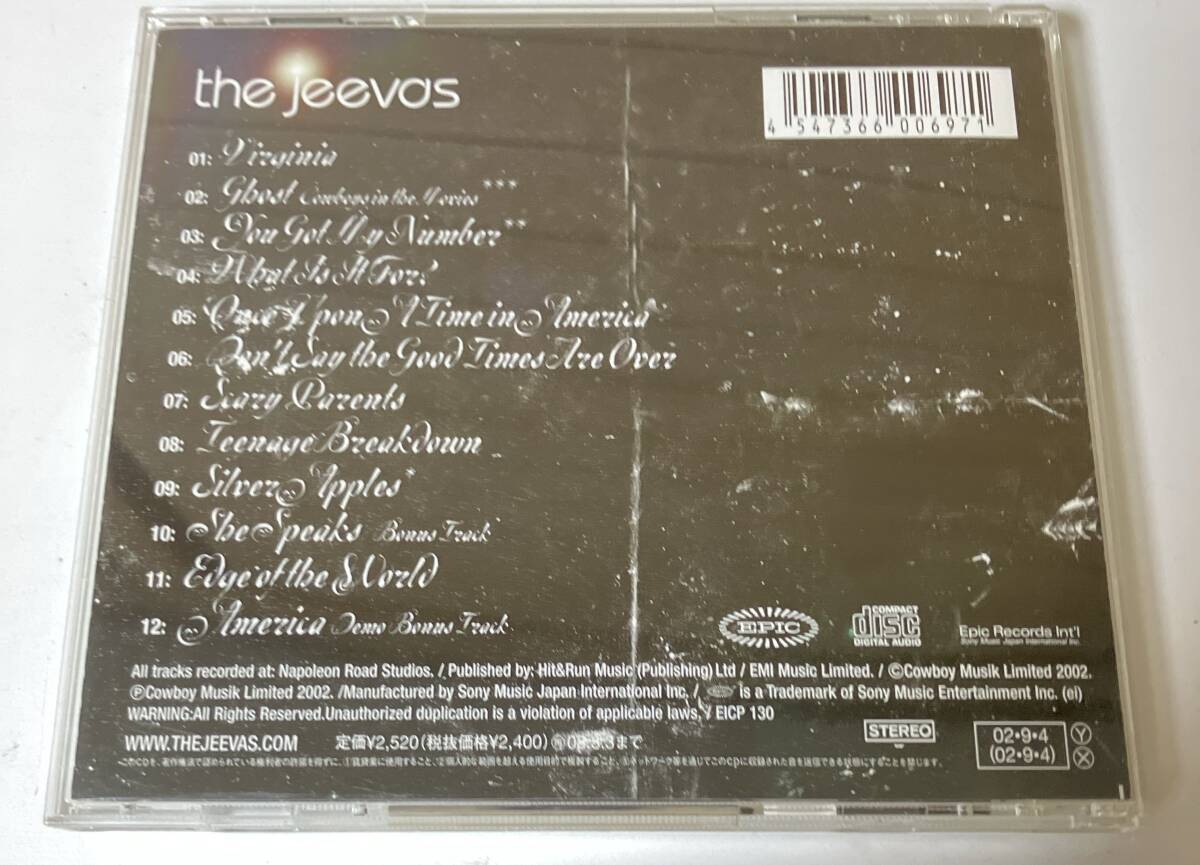 the jeevas
4 547366 006971
01: Virginia
02: Ghost Cowboys in the Movies ***
03: You Got My Number **
04: What Is It For?
05: Once Upon A Time in America
06: Don't Say the Good Times Are Over
07: Scary Parents
08: Teenage Breakdown
09: Silver Apples *
10: She Speaks Bonus Track
11: Edge of the World
12: America Demo Bonus Track
EPIC
COMPACT
disc
DIGITAL AUDIO
Epic Records Int'l
Sony Music Japan International Inc.
All tracks recorded at: Napoleon Road Studios. / Published by: Hit&Run Music (Publishing) Ltd / EMI Music Limited. / ©Cowboy Musik Limited 2002.
℗Cowboy Musik Limited 2002. /Manufactured by Sony Music Japan International Inc. / is a Trademark of Sony Music Entertainment Inc. (ei)
WARNING:All Rights Reserved.Unauthorized duplication is a violation of applicable laws. / EICP 130
WWW.THEJEEVAS.COM 定価¥2,520(税抜価格¥2,400) まで
STEREO
02・9・4
(02・9・4)
Y
X